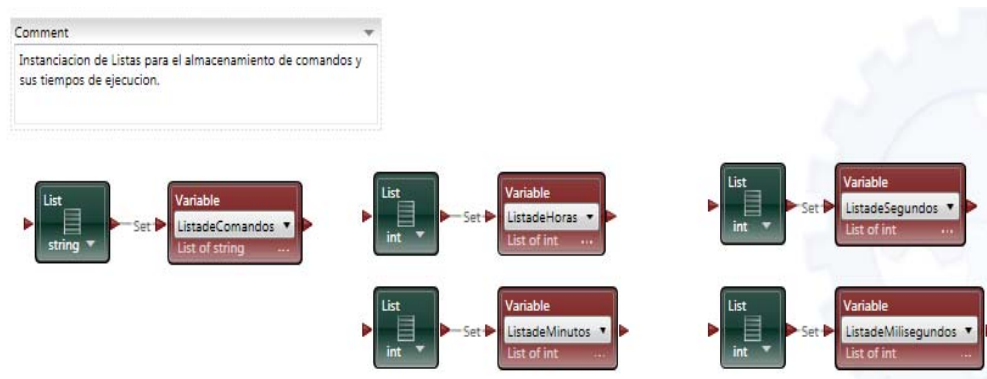 Comment
Instanciacion de Listas para el almacenamiento de comandos y
sus tiempos de ejecucion.
List
string
Set
Variable
ListadeComandos
List of string ...
List
int
Set
Variable
ListadeHoras
List of int ...
List
int
Set
Variable
ListadeSegundos
List of int ...
List
int
Set
Variable
ListadeMinutos
List of int ...
List
int
Set
Variable
ListadeMilisegundos
List of int ...